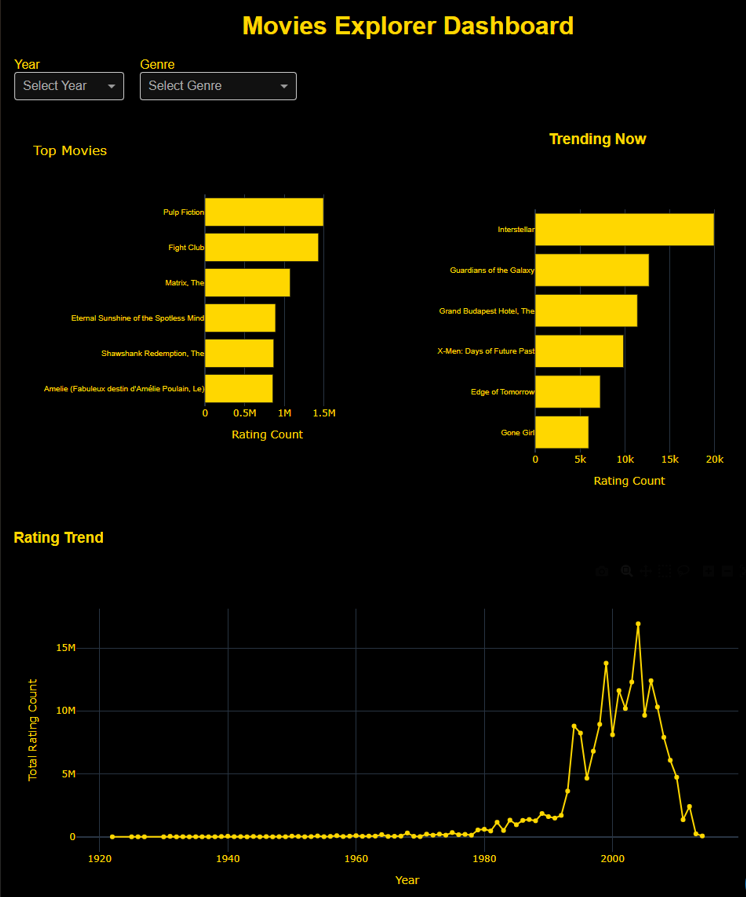 Movies Explorer Dashboard
Year
Genre
Select Year
Select Genre
Top Movies
Pulp Fiction
Fight Club
Matrix, The
Eternal Sunshine of the Spotless Mind
Shawshank Redemption, The
Amelie (Fabuleux destin d'Amélie Poulain, Le)
0 0.5M 1M 1.5M
Rating Count
Trending Now
Interstellar
Guardians of the Galaxy
Grand Budapest Hotel, The
X-Men: Days of Future Past
Edge of Tomorrow
Gone Girl
0 5k 10k 15k 20k
Rating Count
Rating Trend
Total Rating Count
15M
10M
5M
0
1920 1940 1960 1980 2000
Year